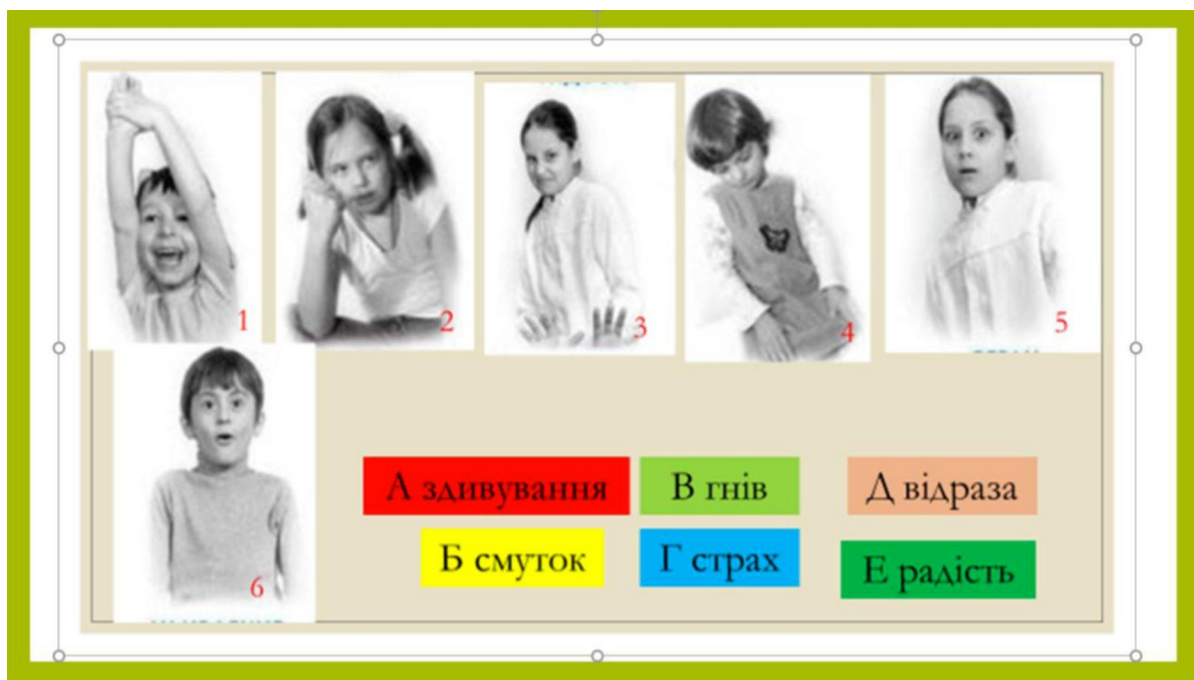 1
2
3
4
5
6
А здивування
В гнів
Д відраза
Б смуток
Г страх
Е радість